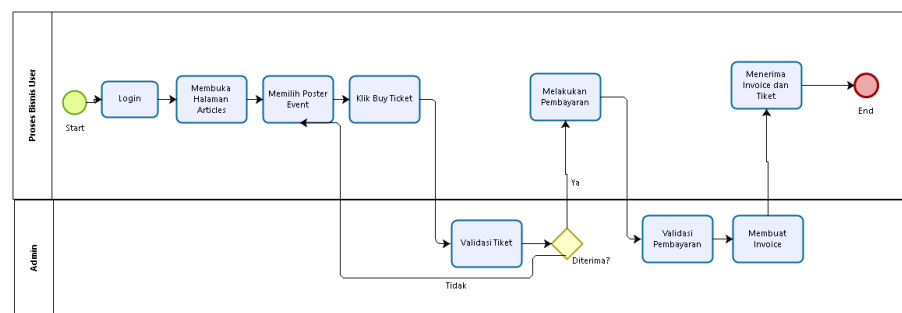 Proses Bisnis User
Start
Login
Membuka
Halaman
Articles
Memilih Poster
Event
Klik Buy Ticket
Melakukan
Pembayaran
Menerima
Invoice dan
Tiket
End
Ya
Admin
Validasi Tiket
Diterima?
Tidak
Validasi
Pembayaran
Membuat
Invoice